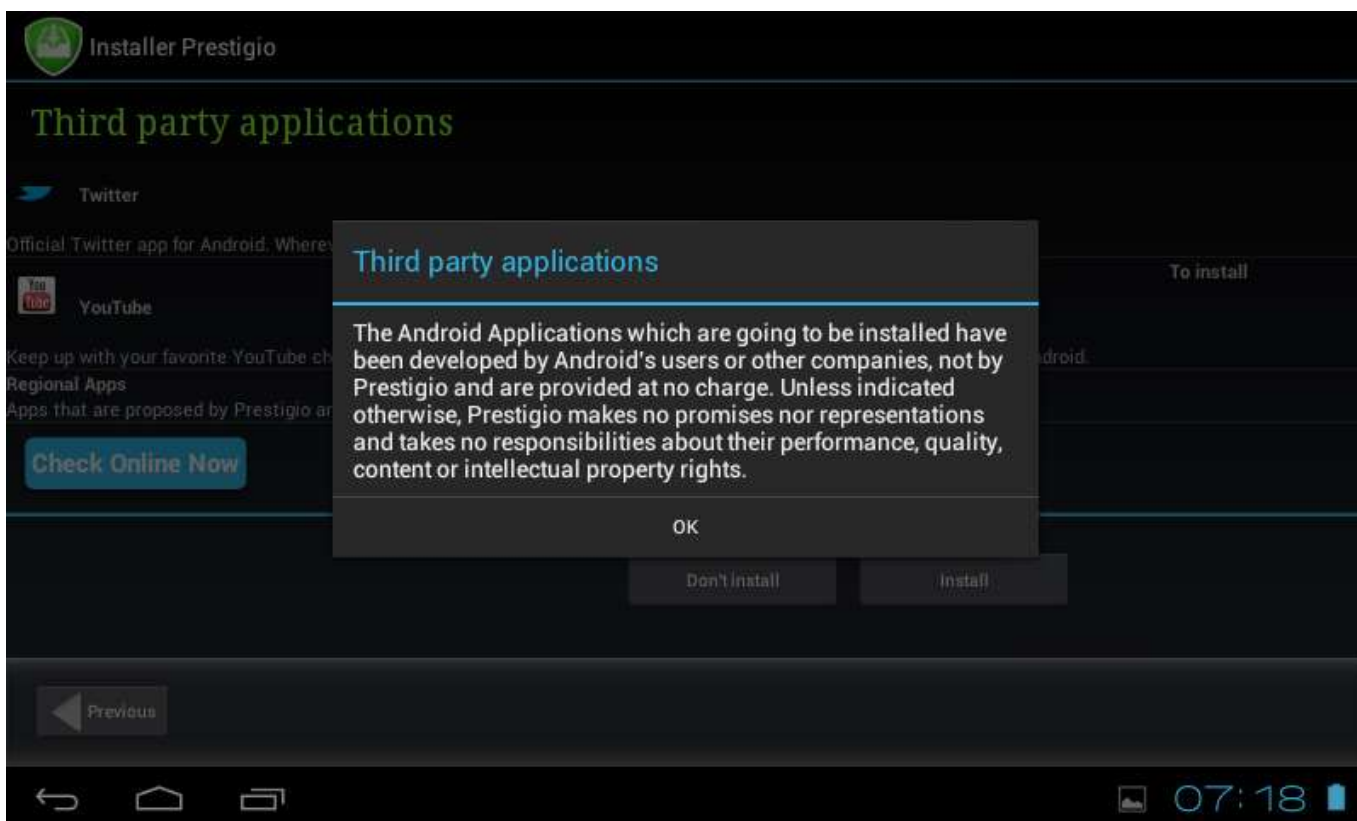 Installer Prestigio
Third party applications
Twitter
Official Twitter app for Android.
Third party applications
To install
You
Tube
YouTube
The Android Applications which are going to be installed have
been developed by Android's users or other companies, not by
Prestigio and are provided at no charge. Unless indicated
otherwise, Prestigio makes no promises nor representations
and takes no responsibilities about their performance, quality,
content or intellectual property rights.
Keep up with your favorite YouTube
Regional Apps
Apps that are proposed by Prestigio
Check Online Now
OK
Don't install
Install
Previous
07:18